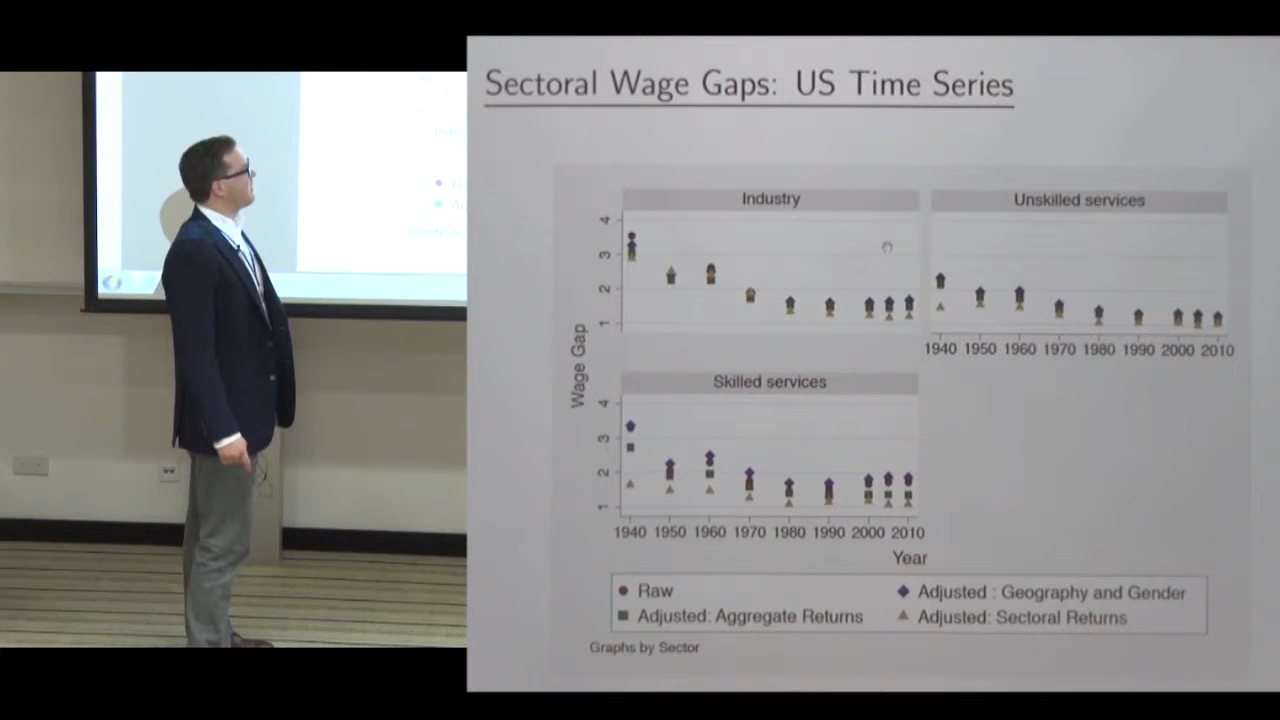 Sectoral Wage Gaps: US Time Series
Industry
Unskilled services
4
3
2
1
1940 1950 1960 1970 1980 1990 2000 2010
Wage Gap
Skilled services
4
3
2
1
1940 1950 1960 1970 1980 1990 2000 2010
Year
Raw
Adjusted : Geography and Gender
Adjusted: Aggregate Returns
Adjusted: Sectoral Returns
Graphs by Sector